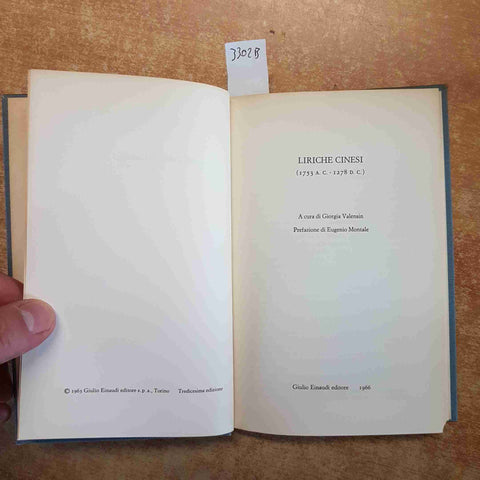 3302B
LIRICHE CINESI
(1753 A. C. - 1278 D. C.)
A cura di Giorgia Valensin
Prefazione di Eugenio Montale
© 1963 Giulio Einaudi editore s.p.a., Torino Tredicesima edizione
Giulio Einaudi editore 1966